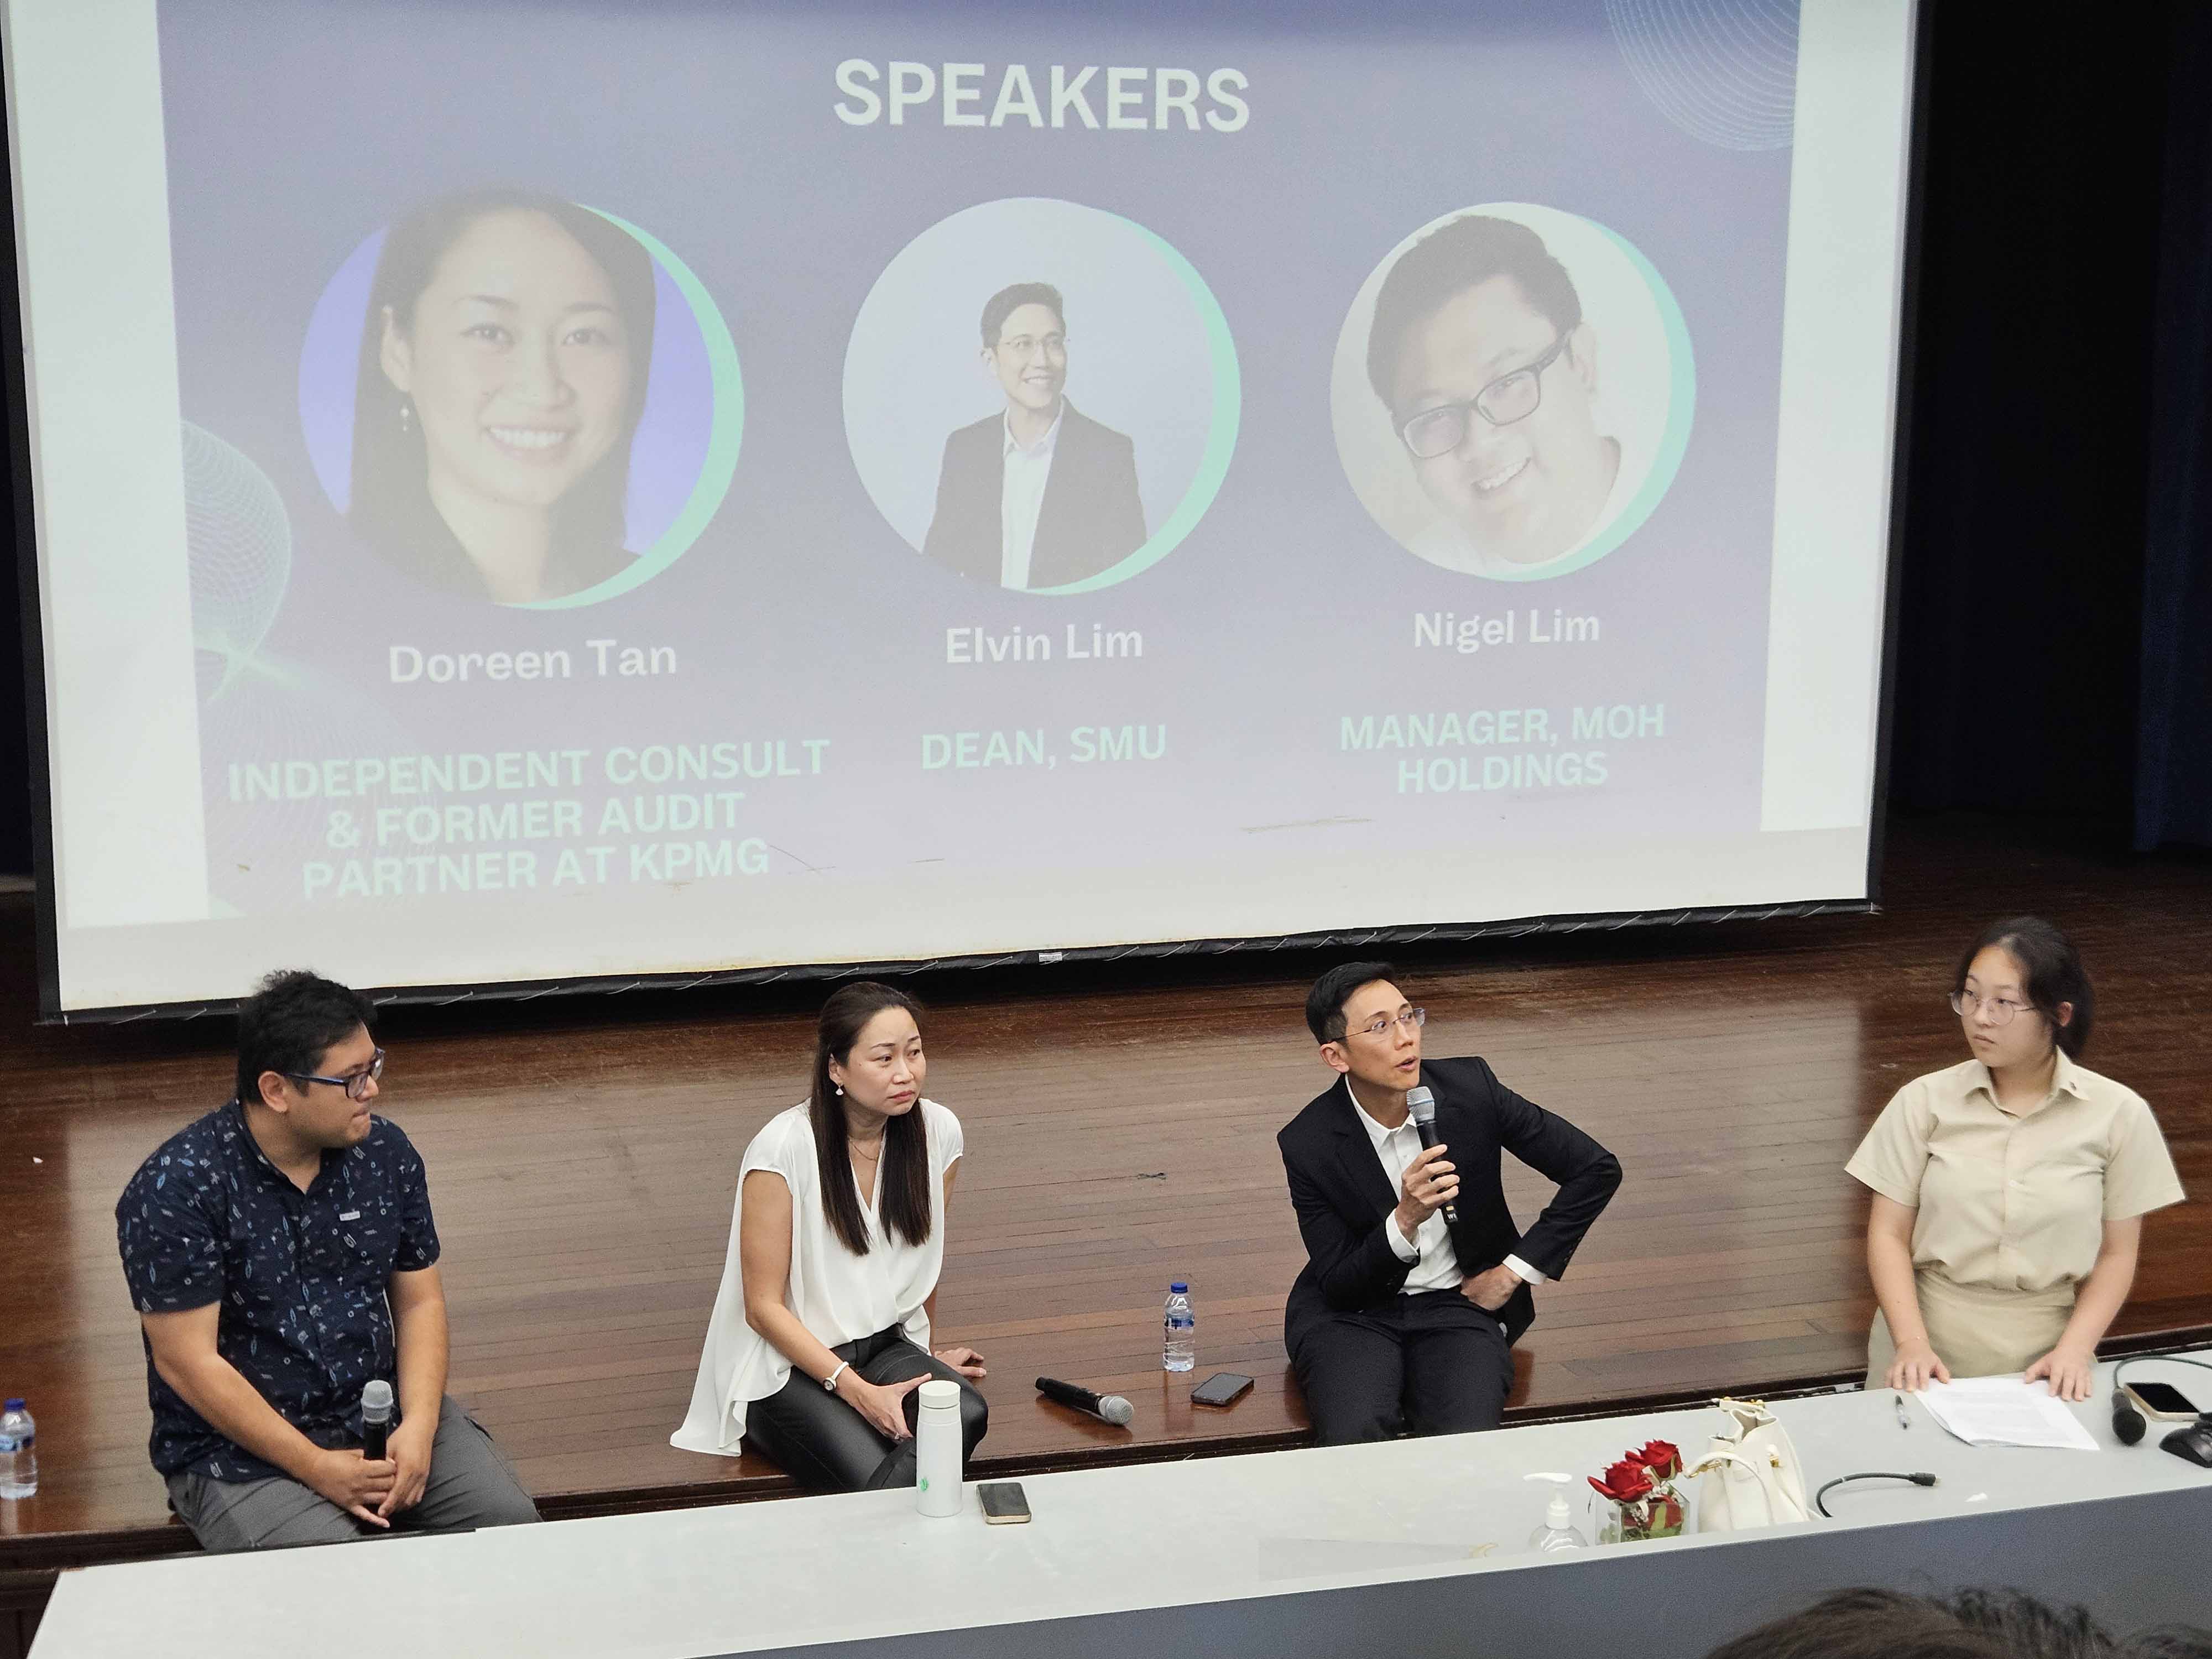 SPEAKERS
Doreen Tan
INDEPENDENT CONSULT
& FORMER AUDIT
PARTNER AT KPMG
Elvin Lim
DEAN, SMU
Nigel Lim
MANAGER, MOH
HOLDINGS